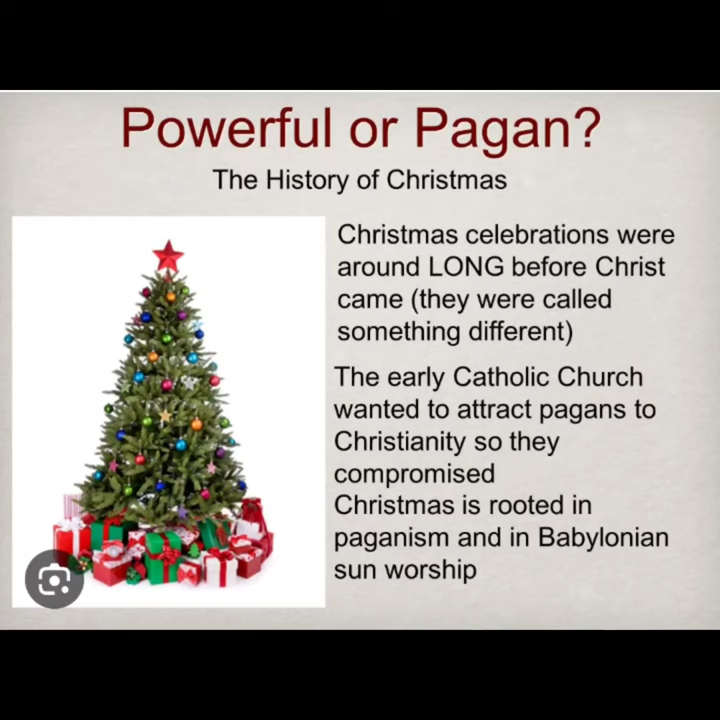 Powerful or Pagan?
The History of Christmas
Christmas celebrations were
around LONG before Christ
came (they were called
something different)
The early Catholic Church
wanted to attract pagans to
Christianity so they
compromised
Christmas is rooted in
paganism and in Babylonian
sun worship